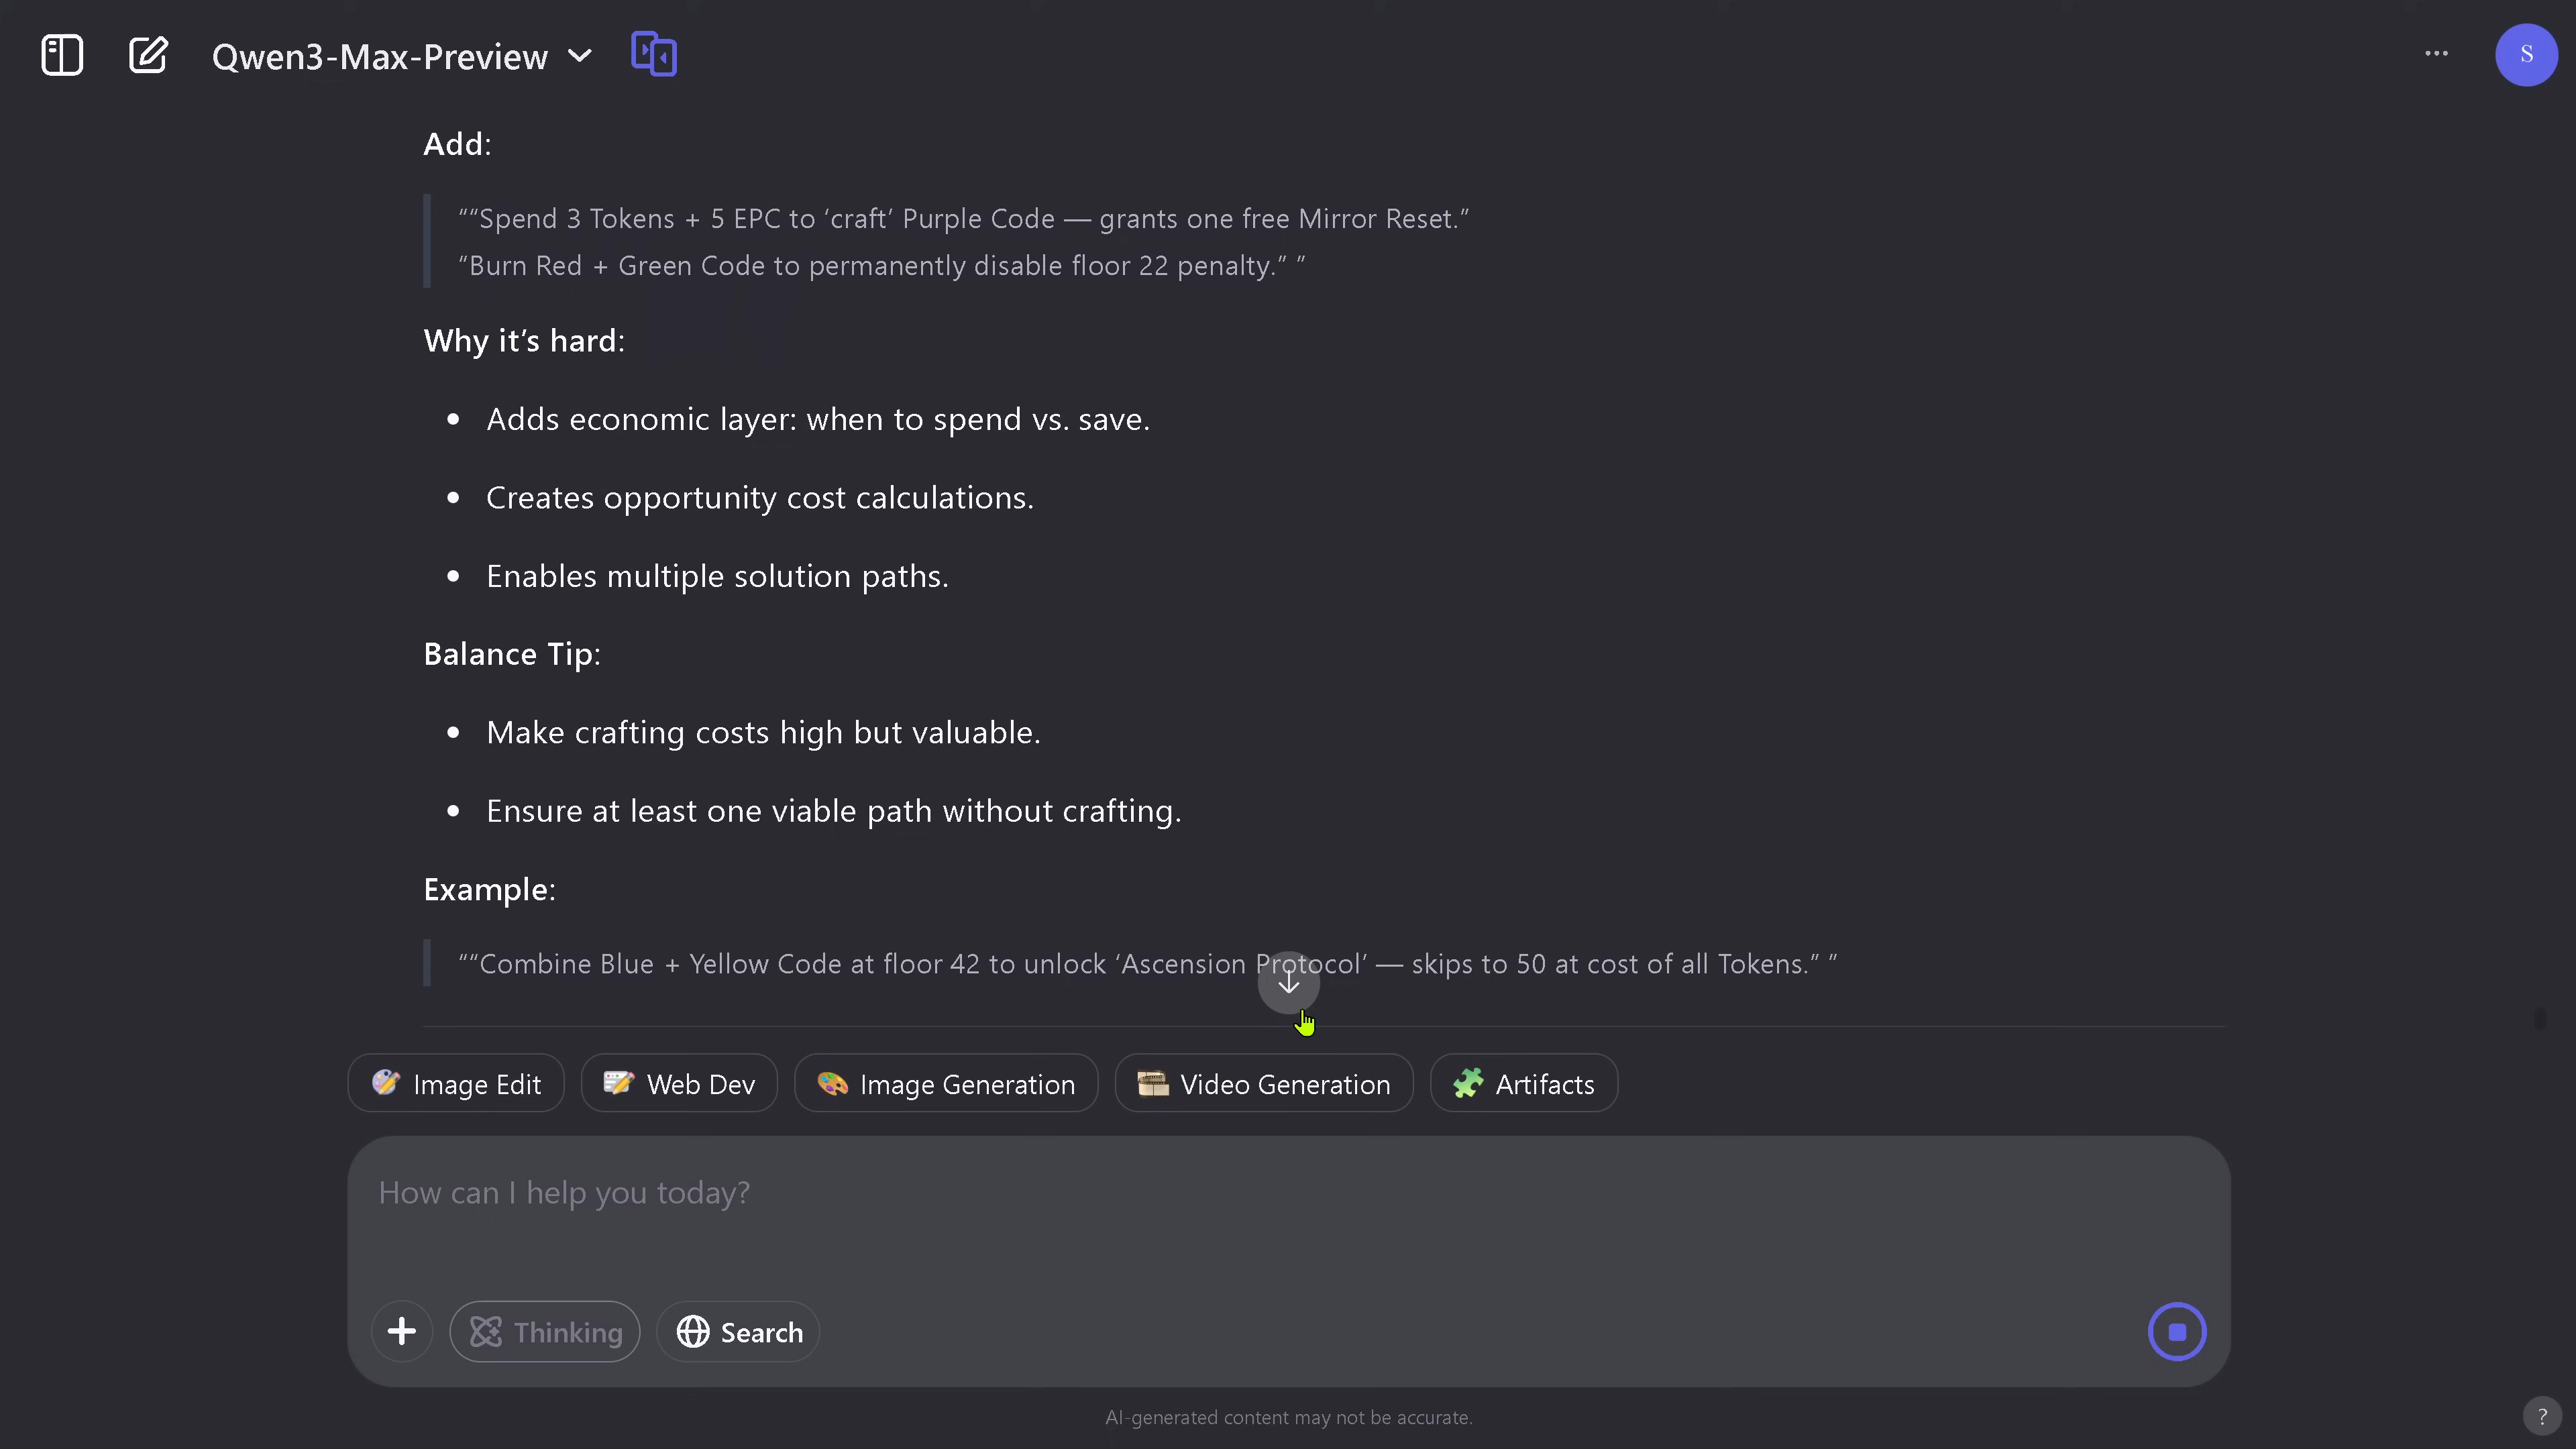 Qwen3-Max-Preview
S
Add:
““Spend 3 Tokens + 5 EPC to ‘craft’ Purple Code — grants one free Mirror Reset.”
“Burn Red + Green Code to permanently disable floor 22 penalty.” ”
Why it’s hard:
• Adds economic layer: when to spend vs. save.
• Creates opportunity cost calculations.
• Enables multiple solution paths.
Balance Tip:
• Make crafting costs high but valuable.
• Ensure at least one viable path without crafting.
Example:
““Combine Blue + Yellow Code at floor 42 to unlock ‘Ascension Protocol’ — skips to 50 at cost of all Tokens.” ”
Image Edit
Web Dev
Image Generation
Video Generation
Artifacts
How can I help you today?
Thinking
Search
AI-generated content may not be accurate.
?